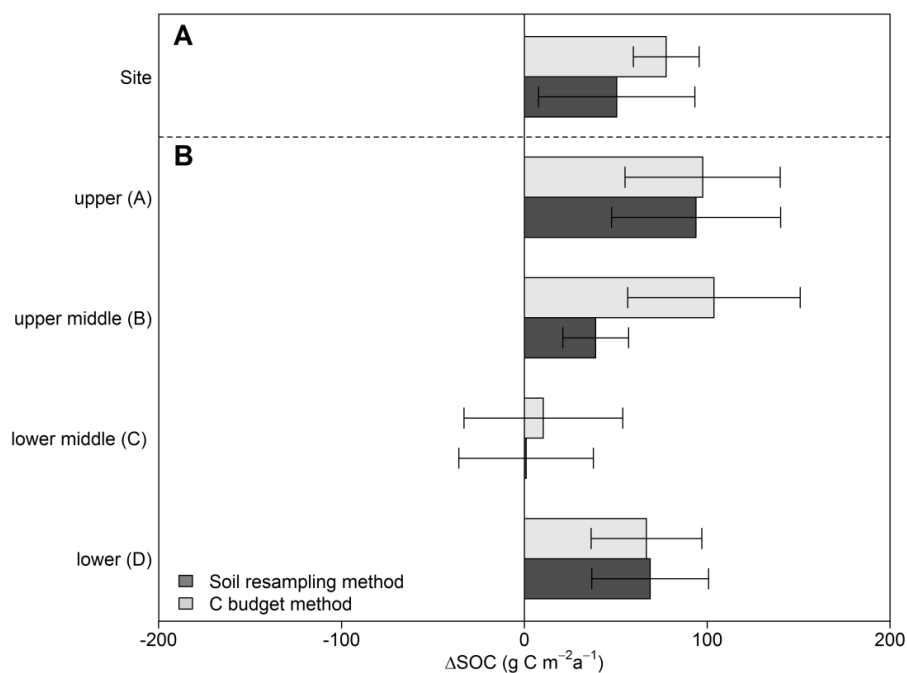 A
Site
B
upper (A)
upper middle (B)
lower middle (C)
lower (D)
Soil resampling method
C budget method
-200 -100 0 100 200
ΔSOC (g C m⁻²a⁻¹)